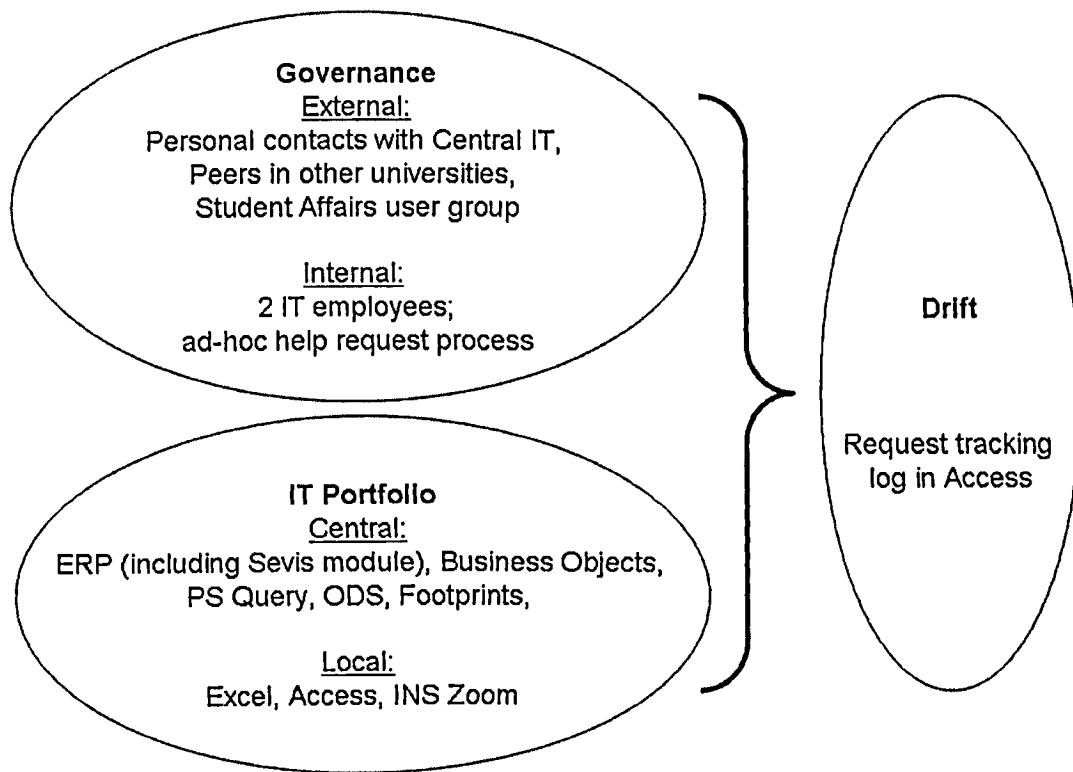 Governance
External:
Personal contacts with Central IT,
Peers in other universities,
Student Affairs user group
Internal:
2 IT employees;
ad-hoc help request process
IT Portfolio
Central:
ERP (including Sevis module), Business Objects,
PS Query, ODS, Footprints,
Local:
Excel, Access, INS Zoom
Drift
Request tracking
log in Access